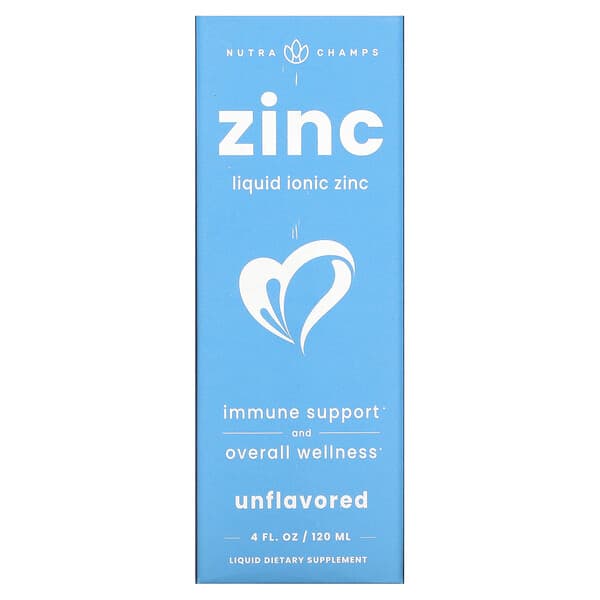 NUTRA CHAMPS
zinc
liquid ionic zinc
immune support*
and
overall wellness*
unflavored
4 FL. OZ / 120 ML
LIQUID DIETARY SUPPLEMENT